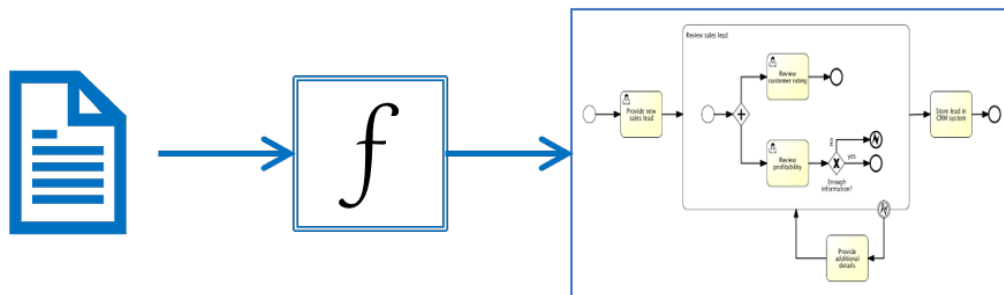 f
Review sales lead
Provide new
sales lead
Review
customer rating
Review
profitability
no
yes
Enough
information?
Store lead in
CRM system
Provide
additional
details